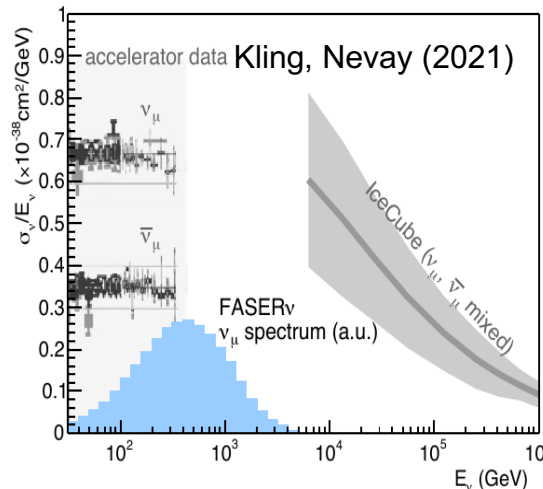 1
0.9
0.8
0.7
0.6
0.5
0.4
0.3
0.2
0.1
0
σν/Eν (×10⁻³⁸cm²/GeV)
accelerator data Kling, Nevay (2021)
νμ
ν̄μ
FASERν
νμ spectrum (a.u.)
IceCube (νμ, ν̄μ mixed)
10² 10³ 10⁴ 10⁵ 10
Eν (GeV)